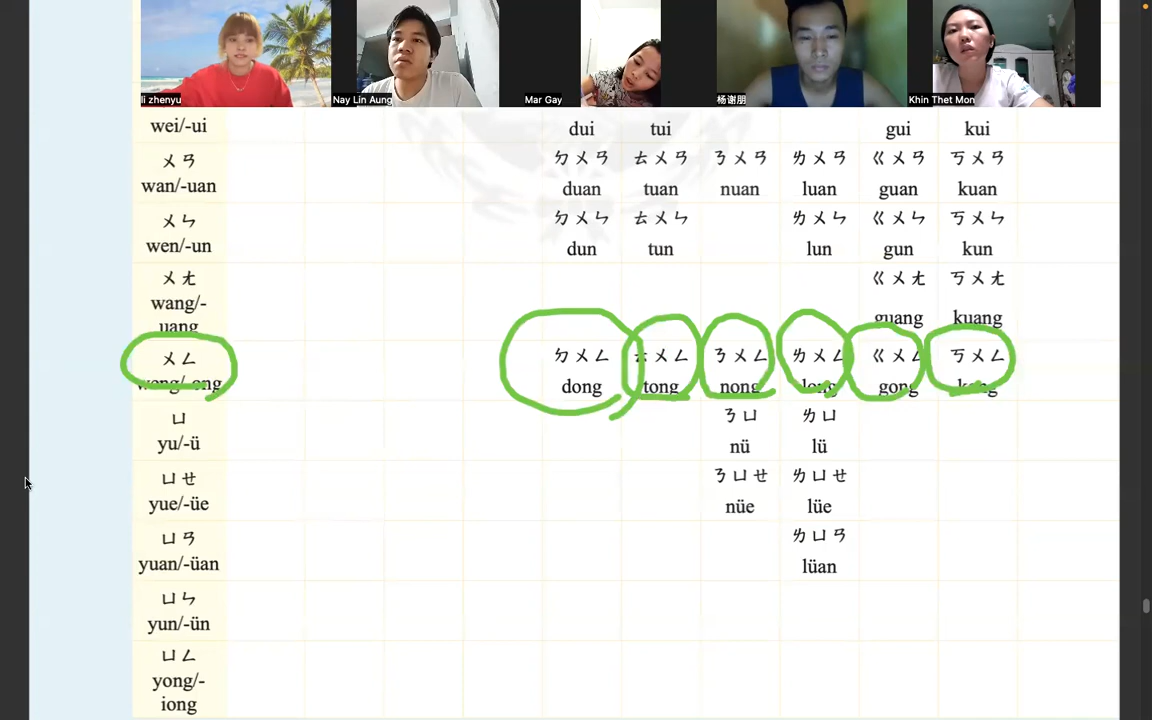 li zhenyu Nay Lin Aung Mar Gay 杨谢朋 Khin Thet Mon
wei/-ui dui tui gui kui
ㄨㄢ ㄉㄨㄢ ㄊㄨㄢ ㄋㄨㄢ ㄌㄨㄢ ㄍㄨㄢ ㄎㄨㄢ
wan/-uan duan tuan nuan luan guan kuan
ㄨㄣ ㄉㄨㄣ ㄊㄨㄣ ㄌㄨㄣ ㄍㄨㄣ ㄎㄨㄣ
wen/-un dun tun lun gun kun
ㄨㄤ ㄍㄨㄤ ㄎㄨㄤ
wang/-
uang guang kuang
ㄨㄥ ㄉㄨㄥ ㄊㄨㄥ ㄋㄨㄥ ㄌㄨㄥ ㄍㄨㄥ ㄎㄨㄥ
weng/-ong dong tong nong long gong kong
ㄩ ㄋㄩ ㄌㄩ
yu/-ü nü lü
ㄩㄝ ㄋㄩㄝ ㄌㄩㄝ
yue/-üe nüe lüe
ㄩㄢ ㄌㄩㄢ
yuan/-üan lüan
ㄩㄣ
yun/-ün
ㄩㄥ
yong/-
iong